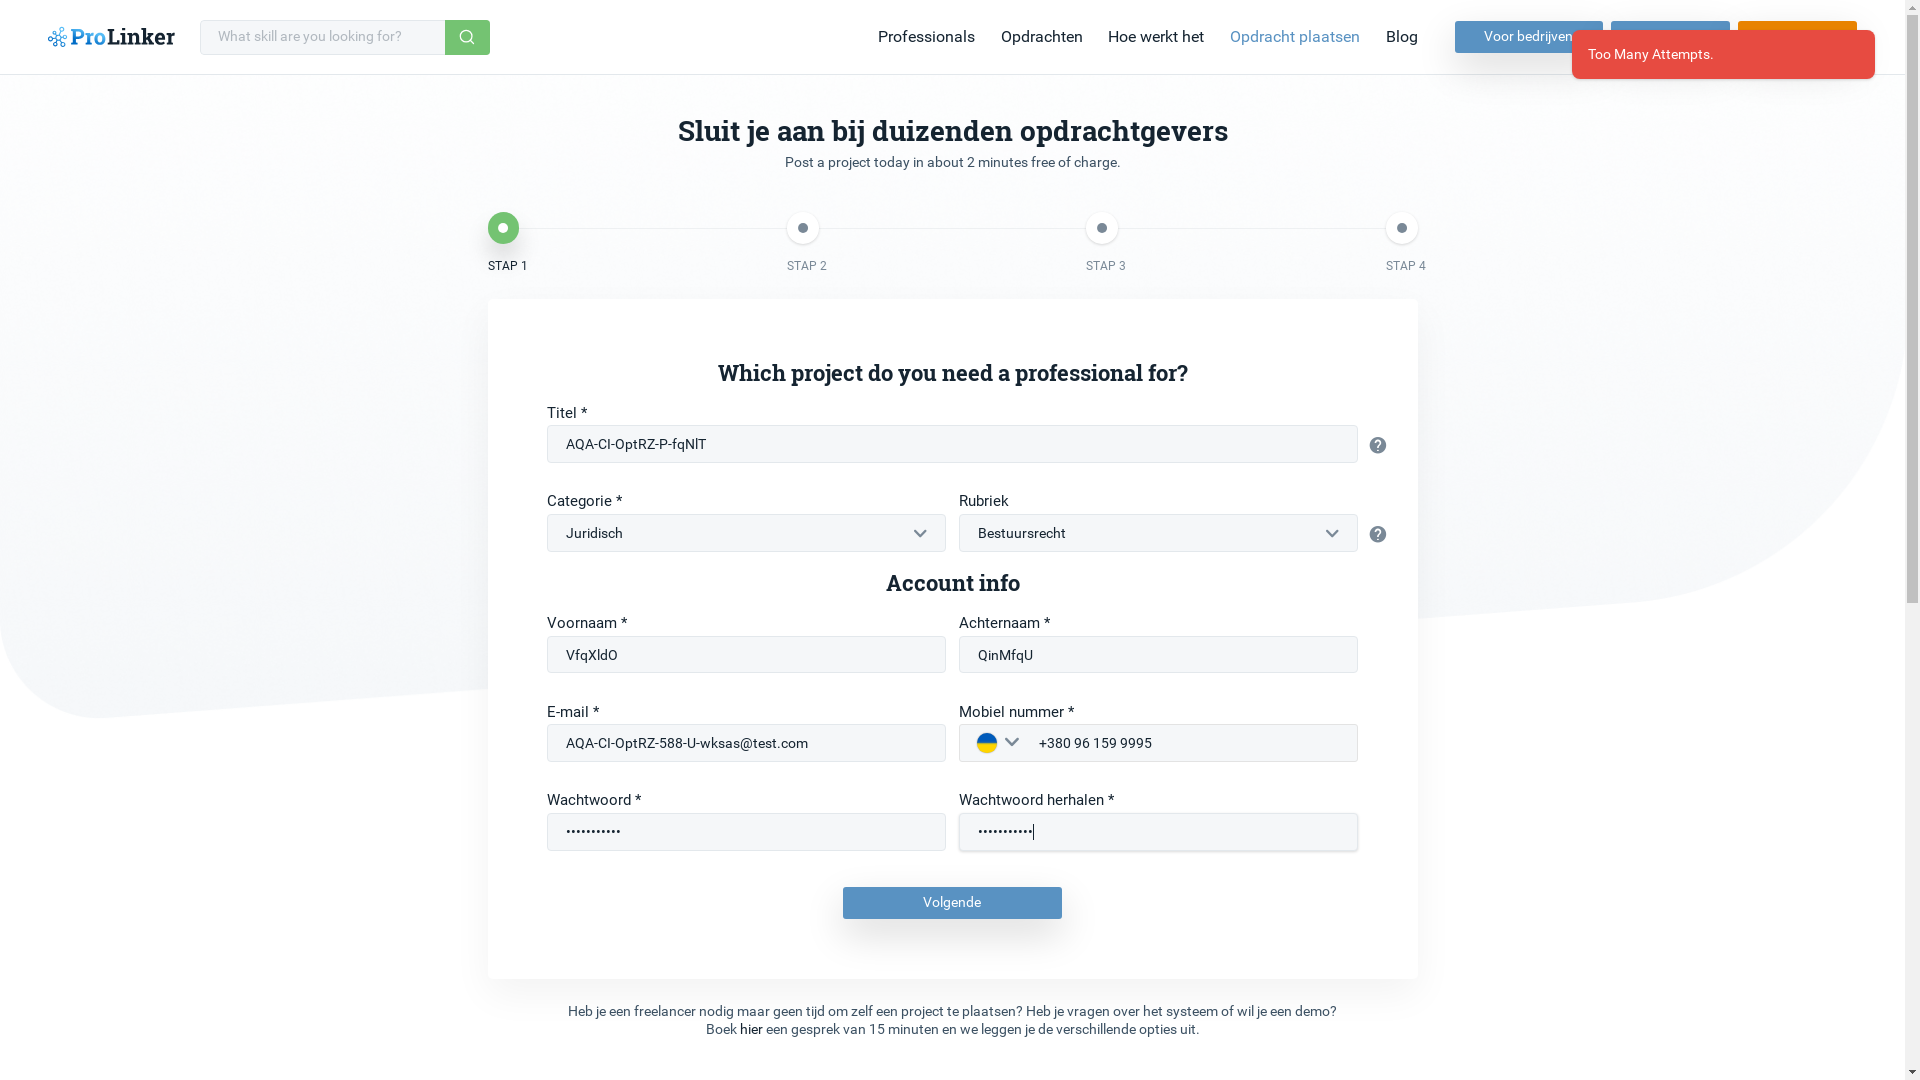 ProLinker
What skill are you looking for?
Professionals
Opdrachten
Hoe werkt het
Opdracht plaatsen
Blog
Voor bedrijven
Too Many Attempts.
Sluit je aan bij duizenden opdrachtgevers
Post a project today in about 2 minutes free of charge.
STAP 1
STAP 2
STAP 3
STAP 4
Which project do you need a professional for?
Titel *
AQA-CI-OptRZ-P-fqNlT
Categorie *
Rubriek
Juridisch
Bestuursrecht
Account info
Voornaam *
Achternaam *
VfqXldO
QinMfqU
E-mail *
Mobiel nummer *
AQA-CI-OptRZ-588-U-wksas@test.com
+380 96 159 9995
Wachtwoord *
Wachtwoord herhalen *
•••••••••••
•••••••••••
Volgende
Heb je een freelancer nodig maar geen tijd om zelf een project te plaatsen? Heb je vragen over het systeem of wil je een demo?
Boek hier een gesprek van 15 minuten en we leggen je de verschillende opties uit.